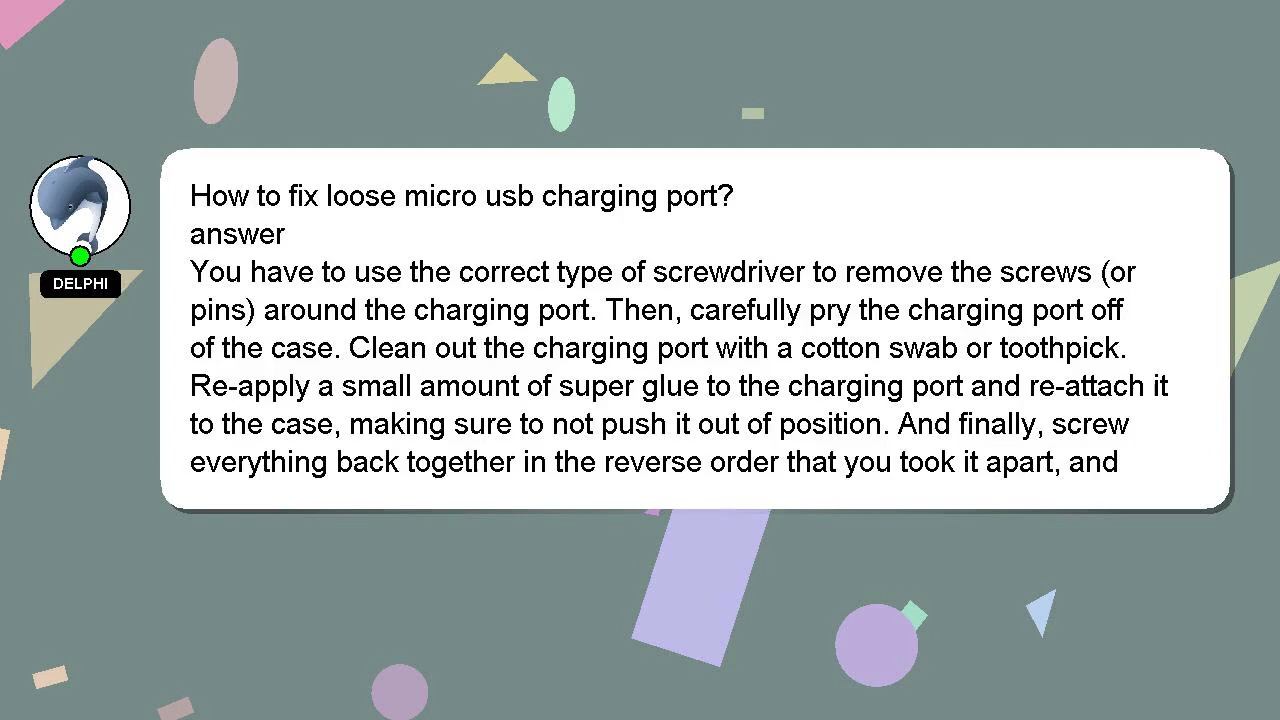 How to fix loose micro usb charging port?
answer
You have to use the correct type of screwdriver to remove the screws (or
pins) around the charging port. Then, carefully pry the charging port off
of the case. Clean out the charging port with a cotton swab or toothpick.
Re-apply a small amount of super glue to the charging port and re-attach it
to the case, making sure to not push it out of position. And finally, screw
everything back together in the reverse order that you took it apart, and
DELPHI